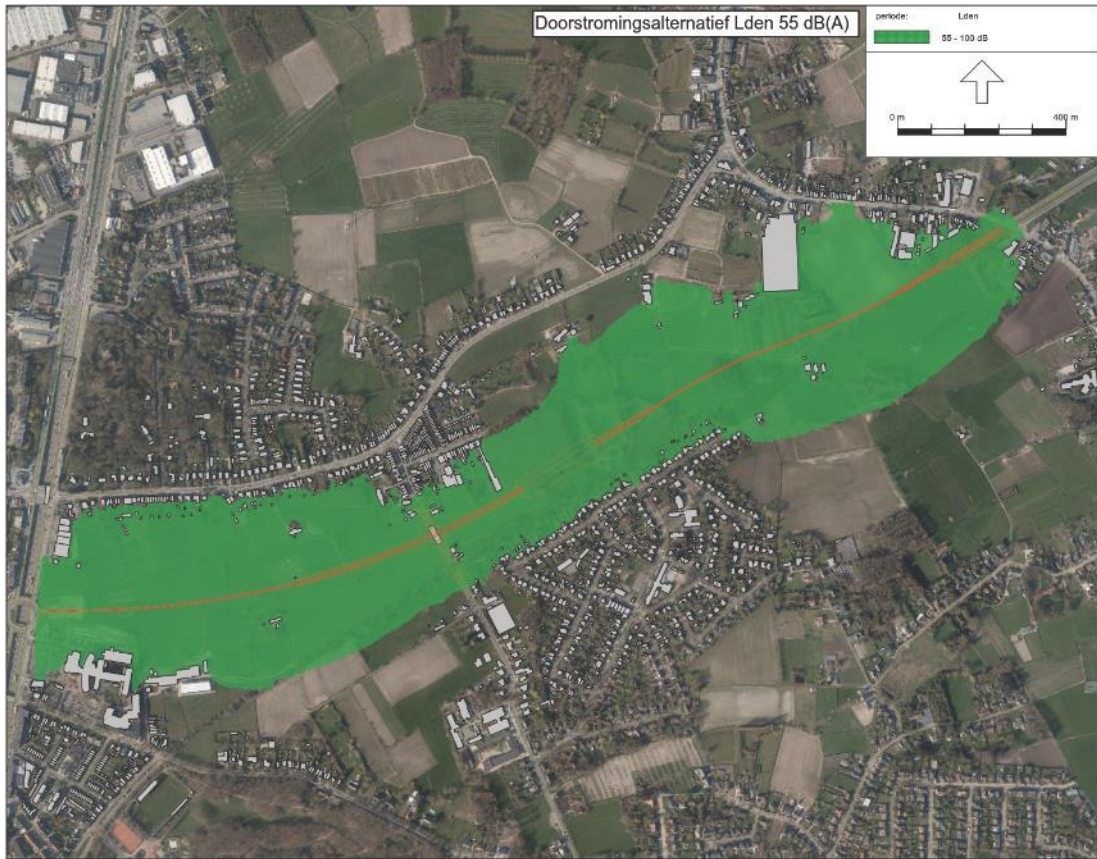 Doorstromingsalternatief Lden 55 dB(A)
periode: Lden
55 - 100 dB
0 m 400 m